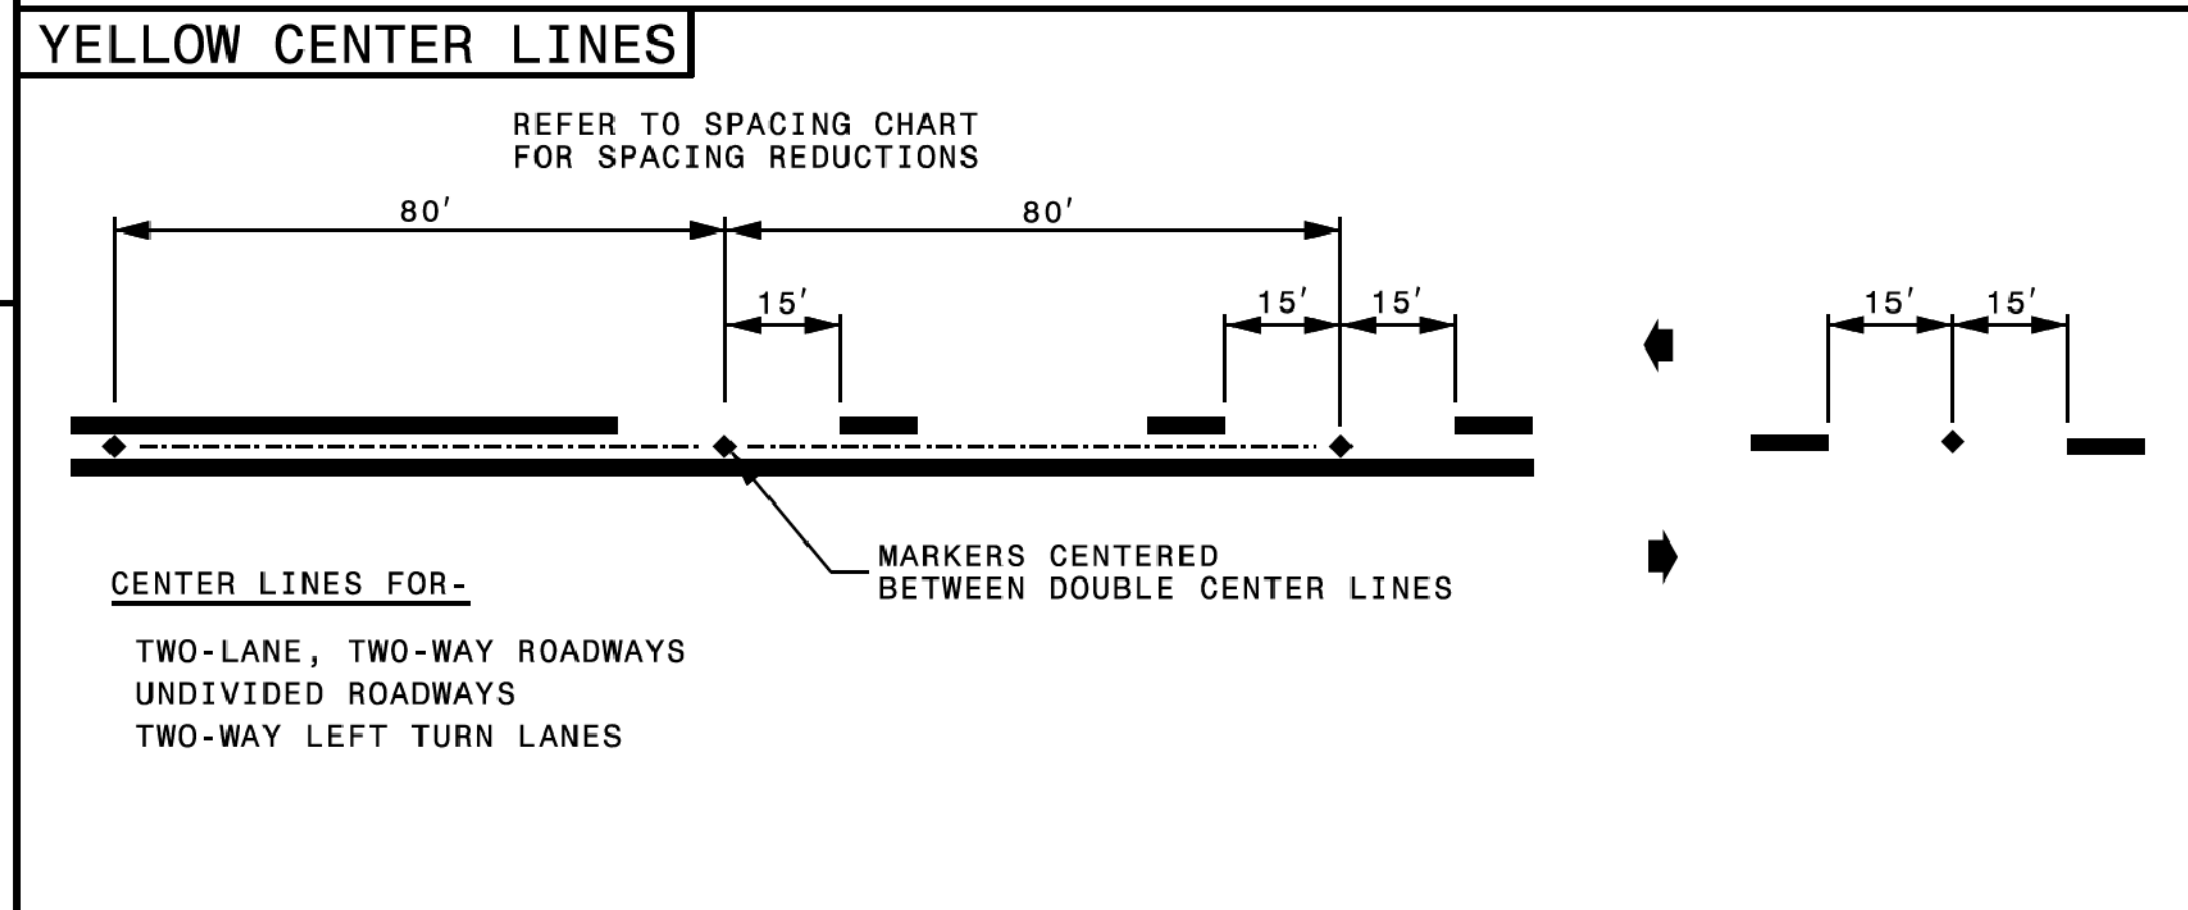 YELLOW CENTER LINES
REFER TO SPACING CHART
FOR SPACING REDUCTIONS
80' 80'
15' 15' 15' 15' 15'
MARKERS CENTERED
BETWEEN DOUBLE CENTER LINES
CENTER LINES FOR-
TWO-LANE, TWO-WAY ROADWAYS
UNDIVIDED ROADWAYS
TWO-WAY LEFT TURN LANES